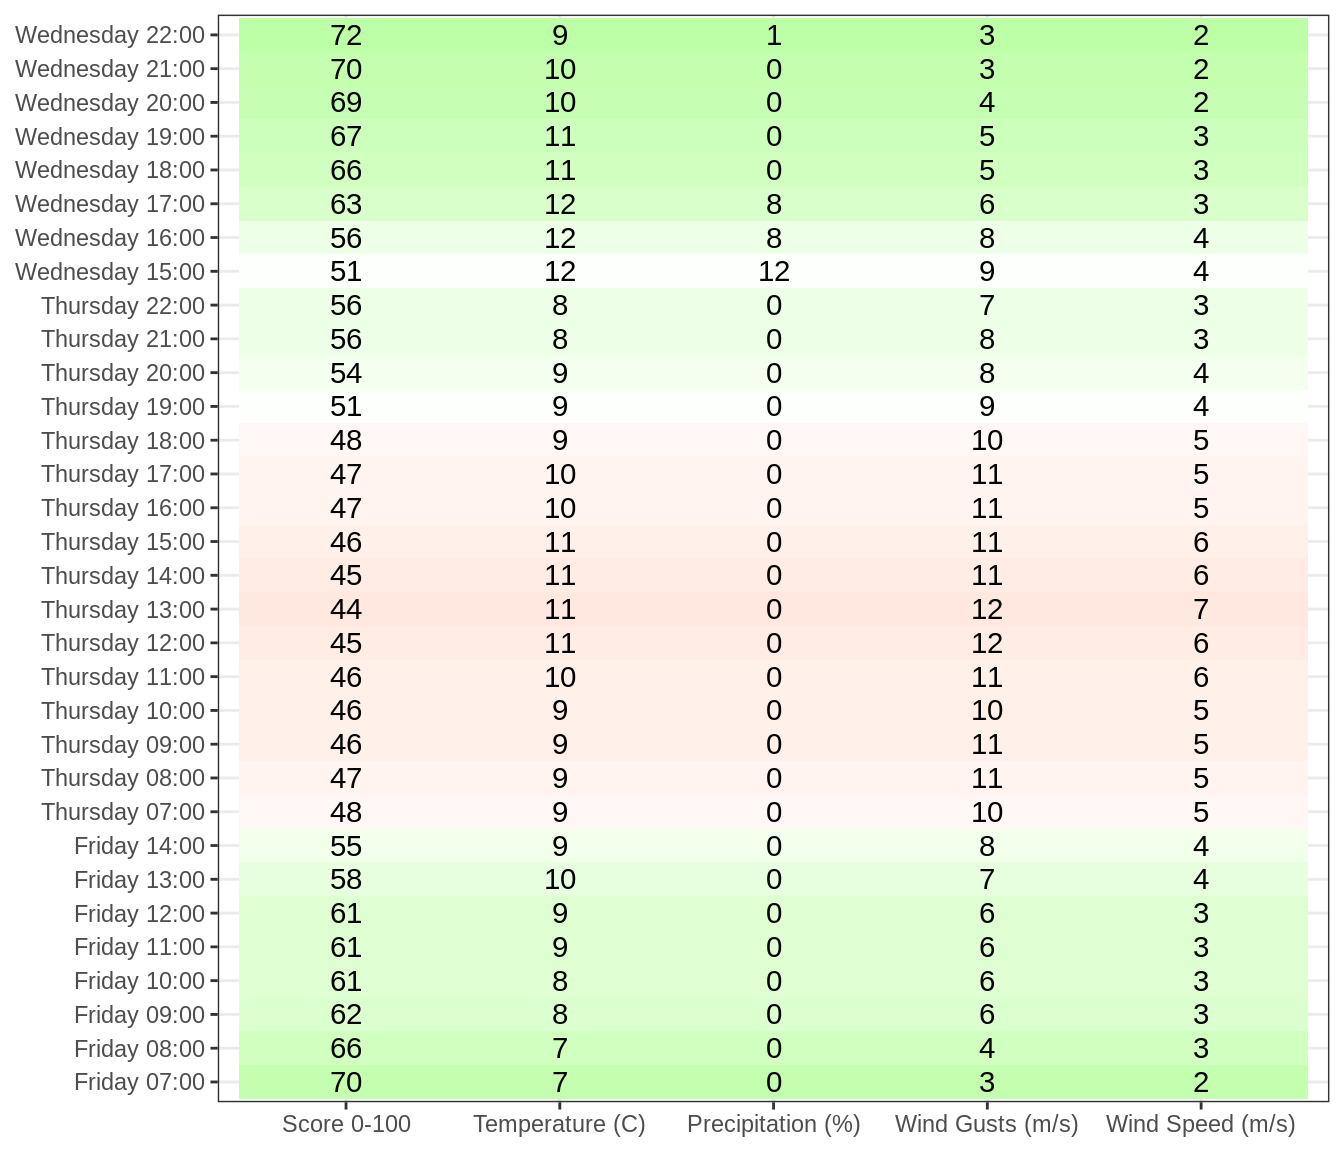 Wednesday 22:00 72 9 1 3 2
Wednesday 21:00 70 10 0 3 2
Wednesday 20:00 69 10 0 4 2
Wednesday 19:00 67 11 0 5 3
Wednesday 18:00 66 11 0 5 3
Wednesday 17:00 63 12 8 6 3
Wednesday 16:00 56 12 8 8 4
Wednesday 15:00 51 12 12 9 4
Thursday 22:00 56 8 0 7 3
Thursday 21:00 56 8 0 8 3
Thursday 20:00 54 9 0 8 4
Thursday 19:00 51 9 0 9 4
Thursday 18:00 48 9 0 10 5
Thursday 17:00 47 10 0 11 5
Thursday 16:00 47 10 0 11 5
Thursday 15:00 46 11 0 11 6
Thursday 14:00 45 11 0 11 6
Thursday 13:00 44 11 0 12 7
Thursday 12:00 45 11 0 12 6
Thursday 11:00 46 10 0 11 6
Thursday 10:00 46 9 0 10 5
Thursday 09:00 46 9 0 11 5
Thursday 08:00 47 9 0 11 5
Thursday 07:00 48 9 0 10 5
Friday 14:00 55 9 0 8 4
Friday 13:00 58 10 0 7 4
Friday 12:00 61 9 0 6 3
Friday 11:00 61 9 0 6 3
Friday 10:00 61 8 0 6 3
Friday 09:00 62 8 0 6 3
Friday 08:00 66 7 0 4 3
Friday 07:00 70 7 0 3 2
Score 0-100 Temperature (C) Precipitation (%) Wind Gusts (m/s) Wind Speed (m/s)